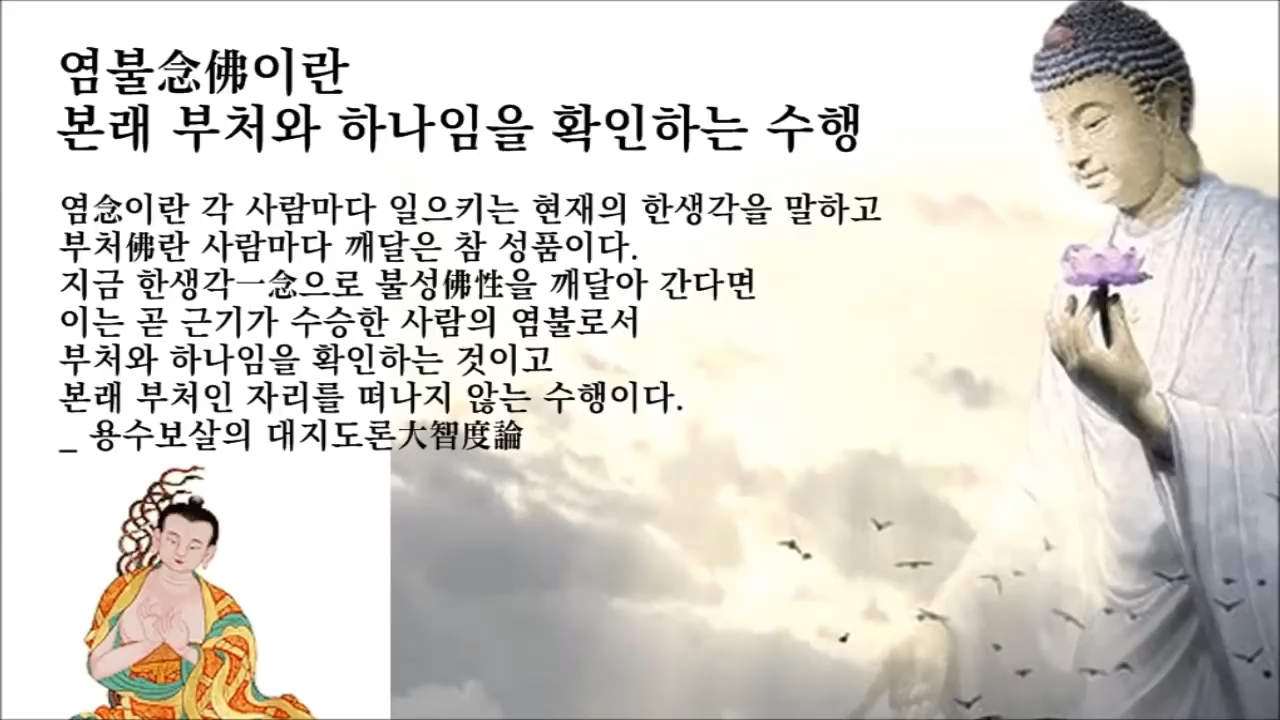 염불念佛이란
본래 부처와 하나임을 확인하는 수행
염念이란 각 사람마다 일으키는 현재의 한생각을 말하고
부처佛란 사람마다 깨달은 참 성품이다.
지금 한생각一念으로 불성佛性을 깨달아 간다면
이는 곧 근기가 수승한 사람의 염불로서
부처와 하나임을 확인하는 것이고
본래 부처인 자리를 떠나지 않는 수행이다.
_ 용수보살의 대지도론大智度論